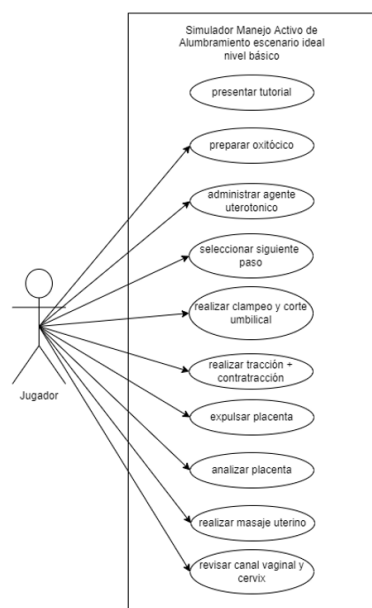 Simulador Manejo Activo de
Alumbramiento escenario ideal
nivel básico
presentar tutorial
preparar oxitócico
administrar agente
uterotonico
seleccionar siguiente
paso
realizar clampeo y corte
umbilical
realizar tracción +
contratracción
expulsar placenta
analizar placenta
realizar masaje uterino
revisar canal vaginal y
cervix
Jugador